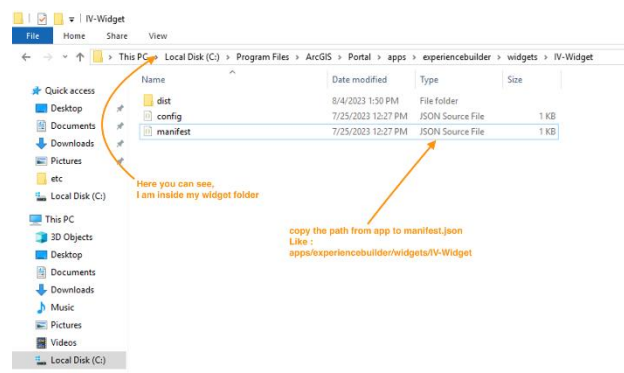 IV-Widget
File Home Share View
This PC > Local Disk (C:) > Program Files > ArcGIS > Portal > apps > experiencebuilder > widgets > IV-Widget
Name Date modified Type Size
Quick access
Desktop
Documents
Downloads
Pictures
etc
Local Disk (C:)
This PC
3D Objects
Desktop
Documents
Downloads
Music
Pictures
Videos
Local Disk (C:)
dist 8/4/2023 1:50 PM File folder
config 7/25/2023 12:27 PM JSON Source File 1 KB
manifest 7/25/2023 12:27 PM JSON Source File 1 KB
Here you can see,
I am inside my widget folder
copy the path from app to manifest.json
Like :
apps/experiencebuilder/widgets/IV-Widget